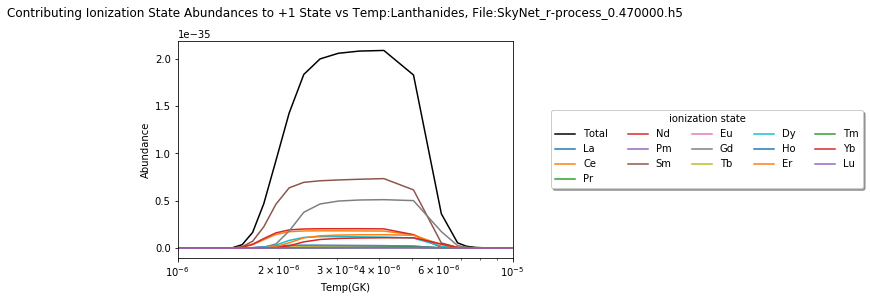 Contributing Ionization State Abundances to +1 State vs Temp:Lanthanides, File:SkyNet_r-process_0.470000.h5
1e−35
2.0
1.5
1.0
0.5
0.0
Abundance
10⁻⁶
2 × 10⁻⁶
3 × 10⁻⁶
4 × 10⁻⁶
6 × 10⁻⁶
10⁻⁵
Temp(GK)
ionization state
Total Nd Eu Dy Tm
La Pm Gd Ho Yb
Ce Sm Tb Er Lu
Pr